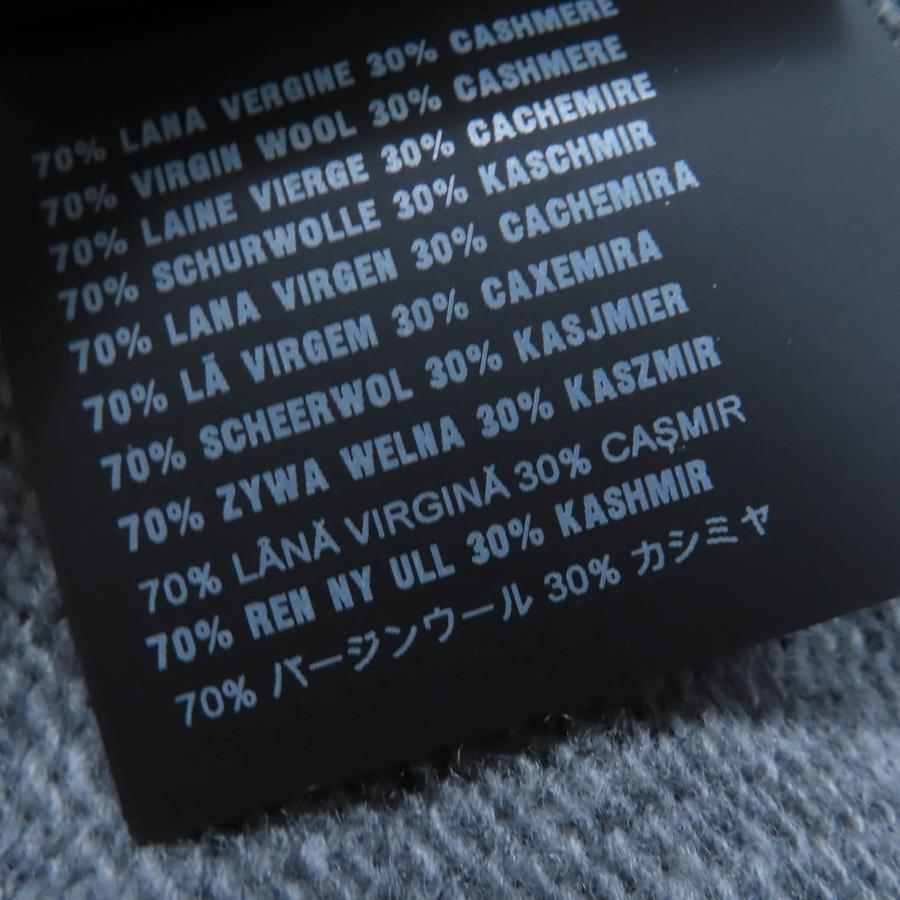 70% LANA VERGINE 30% CASHMERE
70% VIRGIN WOOL 30% CASHMERE
70% LAINE VIERGE 30% CACHEMIRE
70% SCHURWOLLE 30% KASCHMIR
70% LANA VIRGEN 30% CACHEMIRA
70% LÃ VIRGEM 30% CAXEMIRA
70% SCHEERWOL 30% KASJMIER
70% ZYWA WELNA 30% KASZMIR
70% LÂNĂ VIRGINĂ 30% CAŞMIR
70% REN NY ULL 30% KASHMIR
70% バージンウール 30% カシミヤ